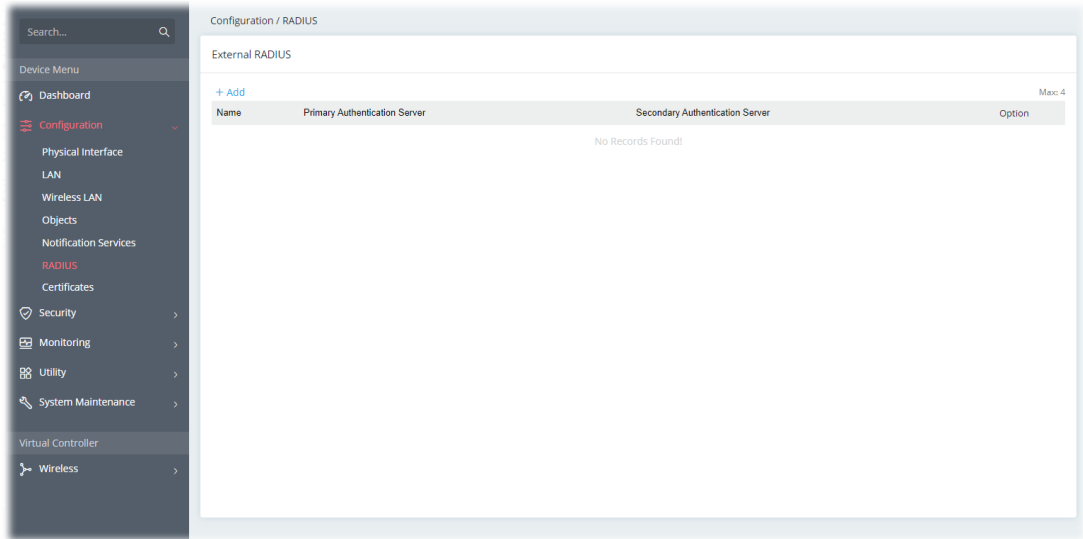 Search...
Device Menu
Dashboard
Configuration
Physical Interface
LAN
Wireless LAN
Objects
Notification Services
RADIUS
Certificates
Security
Monitoring
Utility
System Maintenance
Virtual Controller
Wireless
Configuration / RADIUS
External RADIUS
+ Add Max: 4
Name Primary Authentication Server Secondary Authentication Server Option
No Records Found!